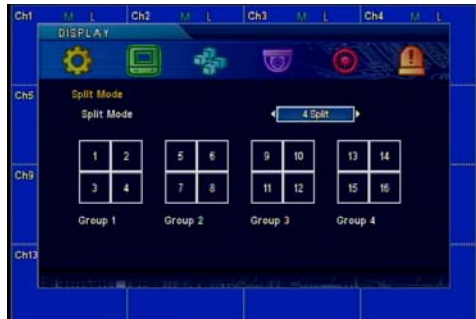 Ch1 M L Ch2 M L Ch3 M L Ch4 M L
DISPLAY
Ch5
Split Mode
Split Mode 4 Split
1 2 5 6 9 10 13 14
Ch9
3 4 7 8 11 12 15 16
Group 1 Group 2 Group 3 Group 4
Ch13